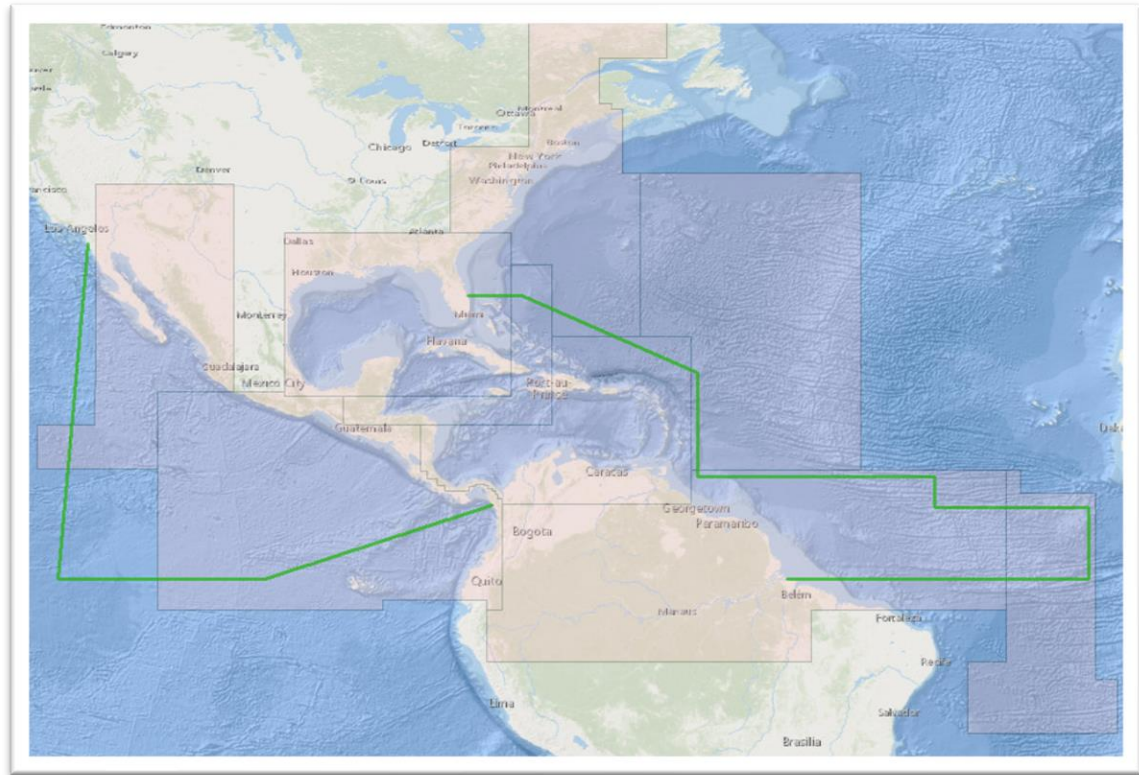 Edmonton
Calgary
Montreal
Ottawa
Toronto
Boston
Chicago
Detroit
New York
Philadelphia
Denver
St Louis
Washington
Los Angeles
Atlanta
Dallas
Houston
Miami
Monterrey
Havana
Guadalajara
Mexico City
Port-au-
Prince
Guatemala
Caracas
Georgetown
Paramaribo
Bogota
Quito
Belém
Manaus
Fortaleza
Recife
Lima
Salvador
Brasilia